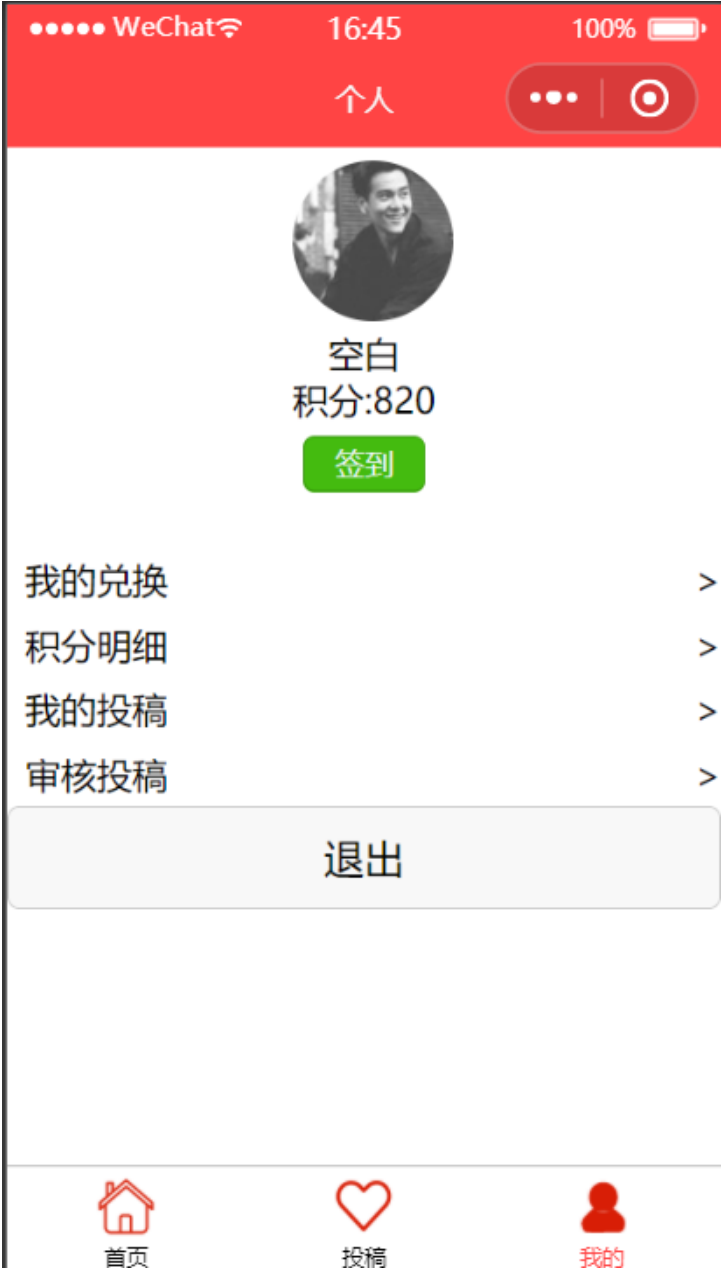 WeChat 16:45 100%
个人
空白
积分:820
签到
我的兑换 >
积分明细 >
我的投稿 >
审核投稿 >
退出
首页 投稿 我的